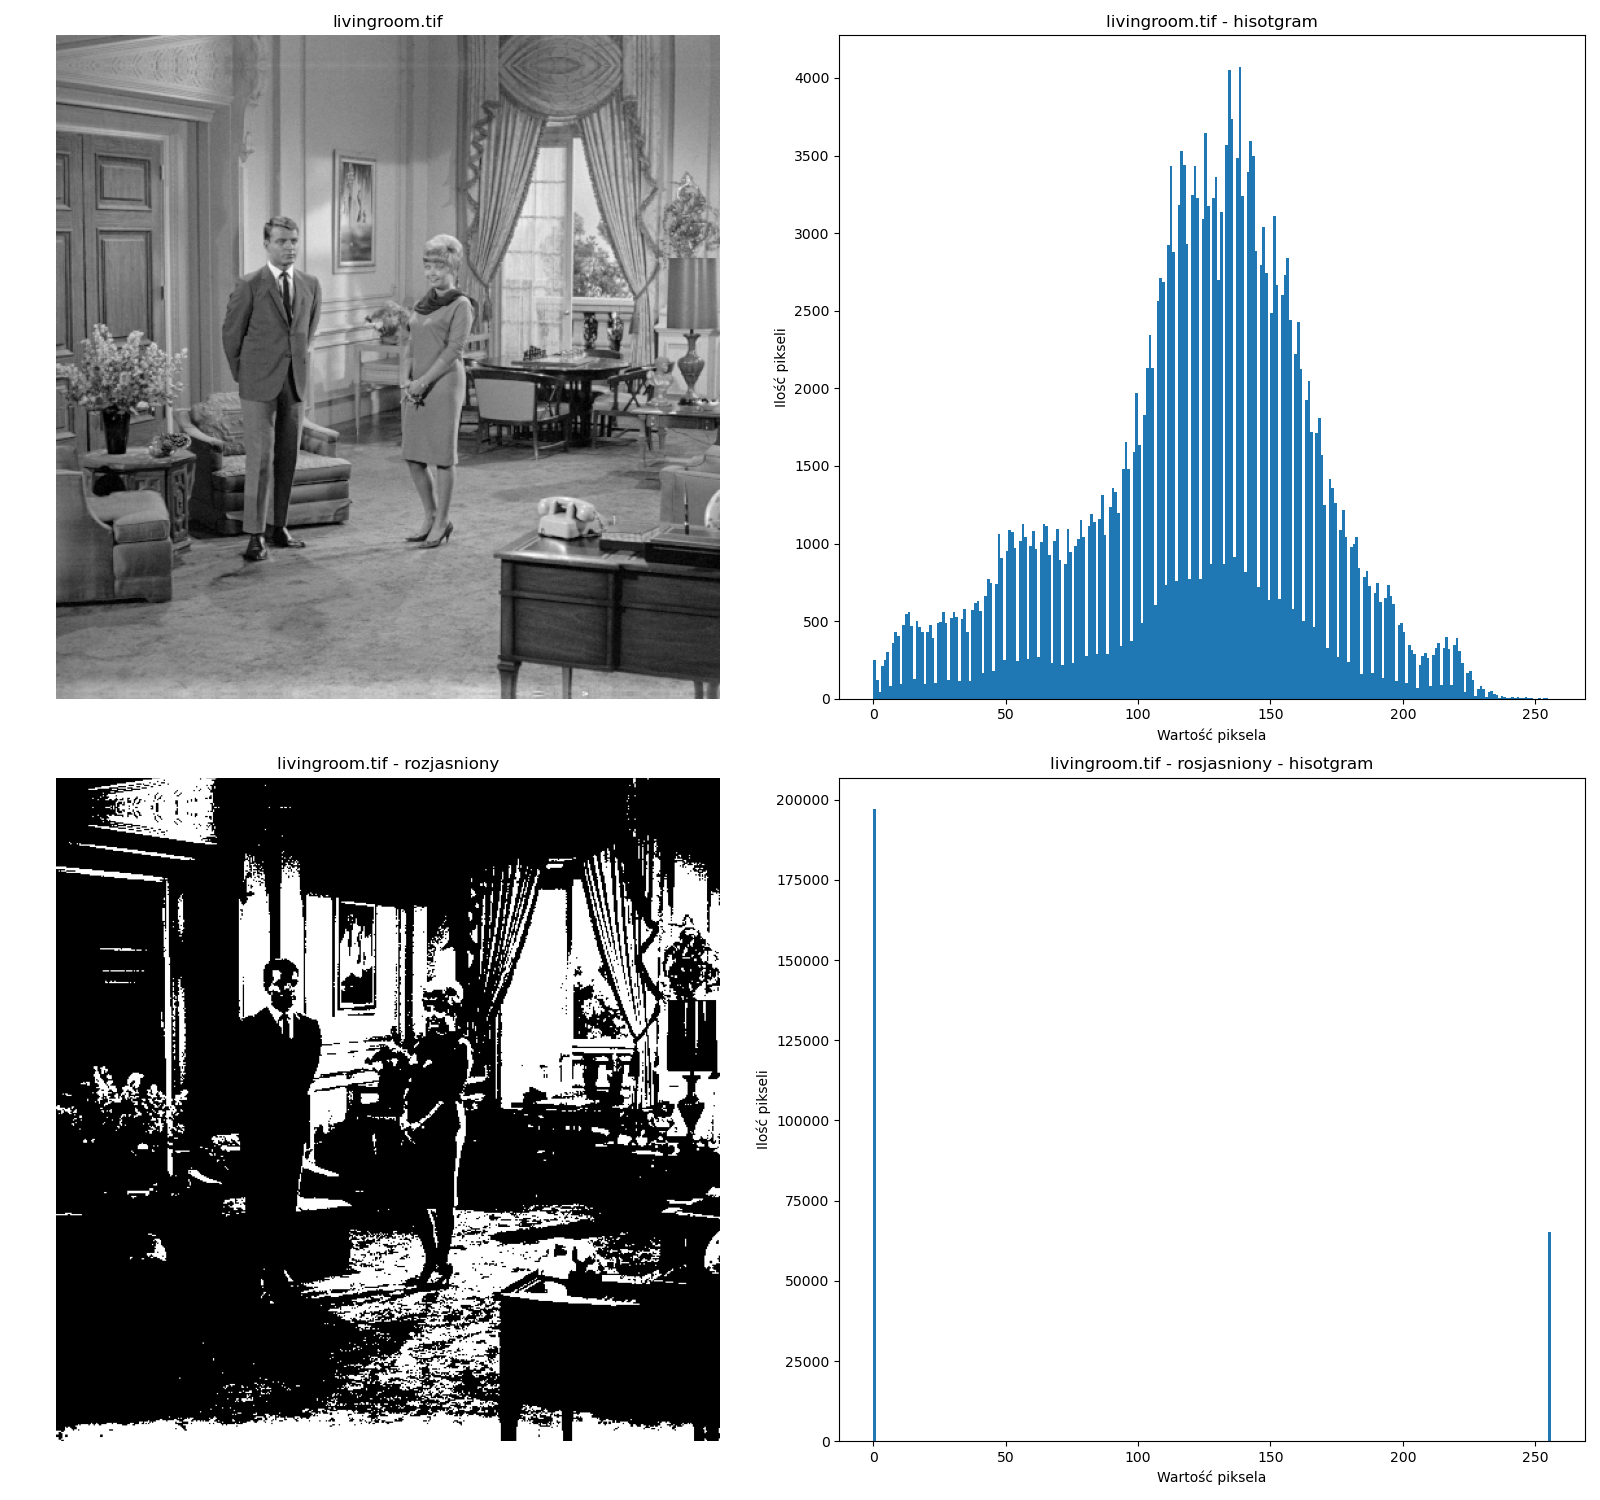 livingroom.tif
livingroom.tif - hisotgram
4000
3500
3000
2500
2000
1500
1000
500
0
Ilość pikseli
0 50 100 150 200 250
Wartość piksela
livingroom.tif - rozjasniony
livingroom.tif - rosjasniony - hisotgram
200000
175000
150000
125000
100000
75000
50000
25000
0
Ilość pikseli
0 50 100 150 200 250
Wartość piksela